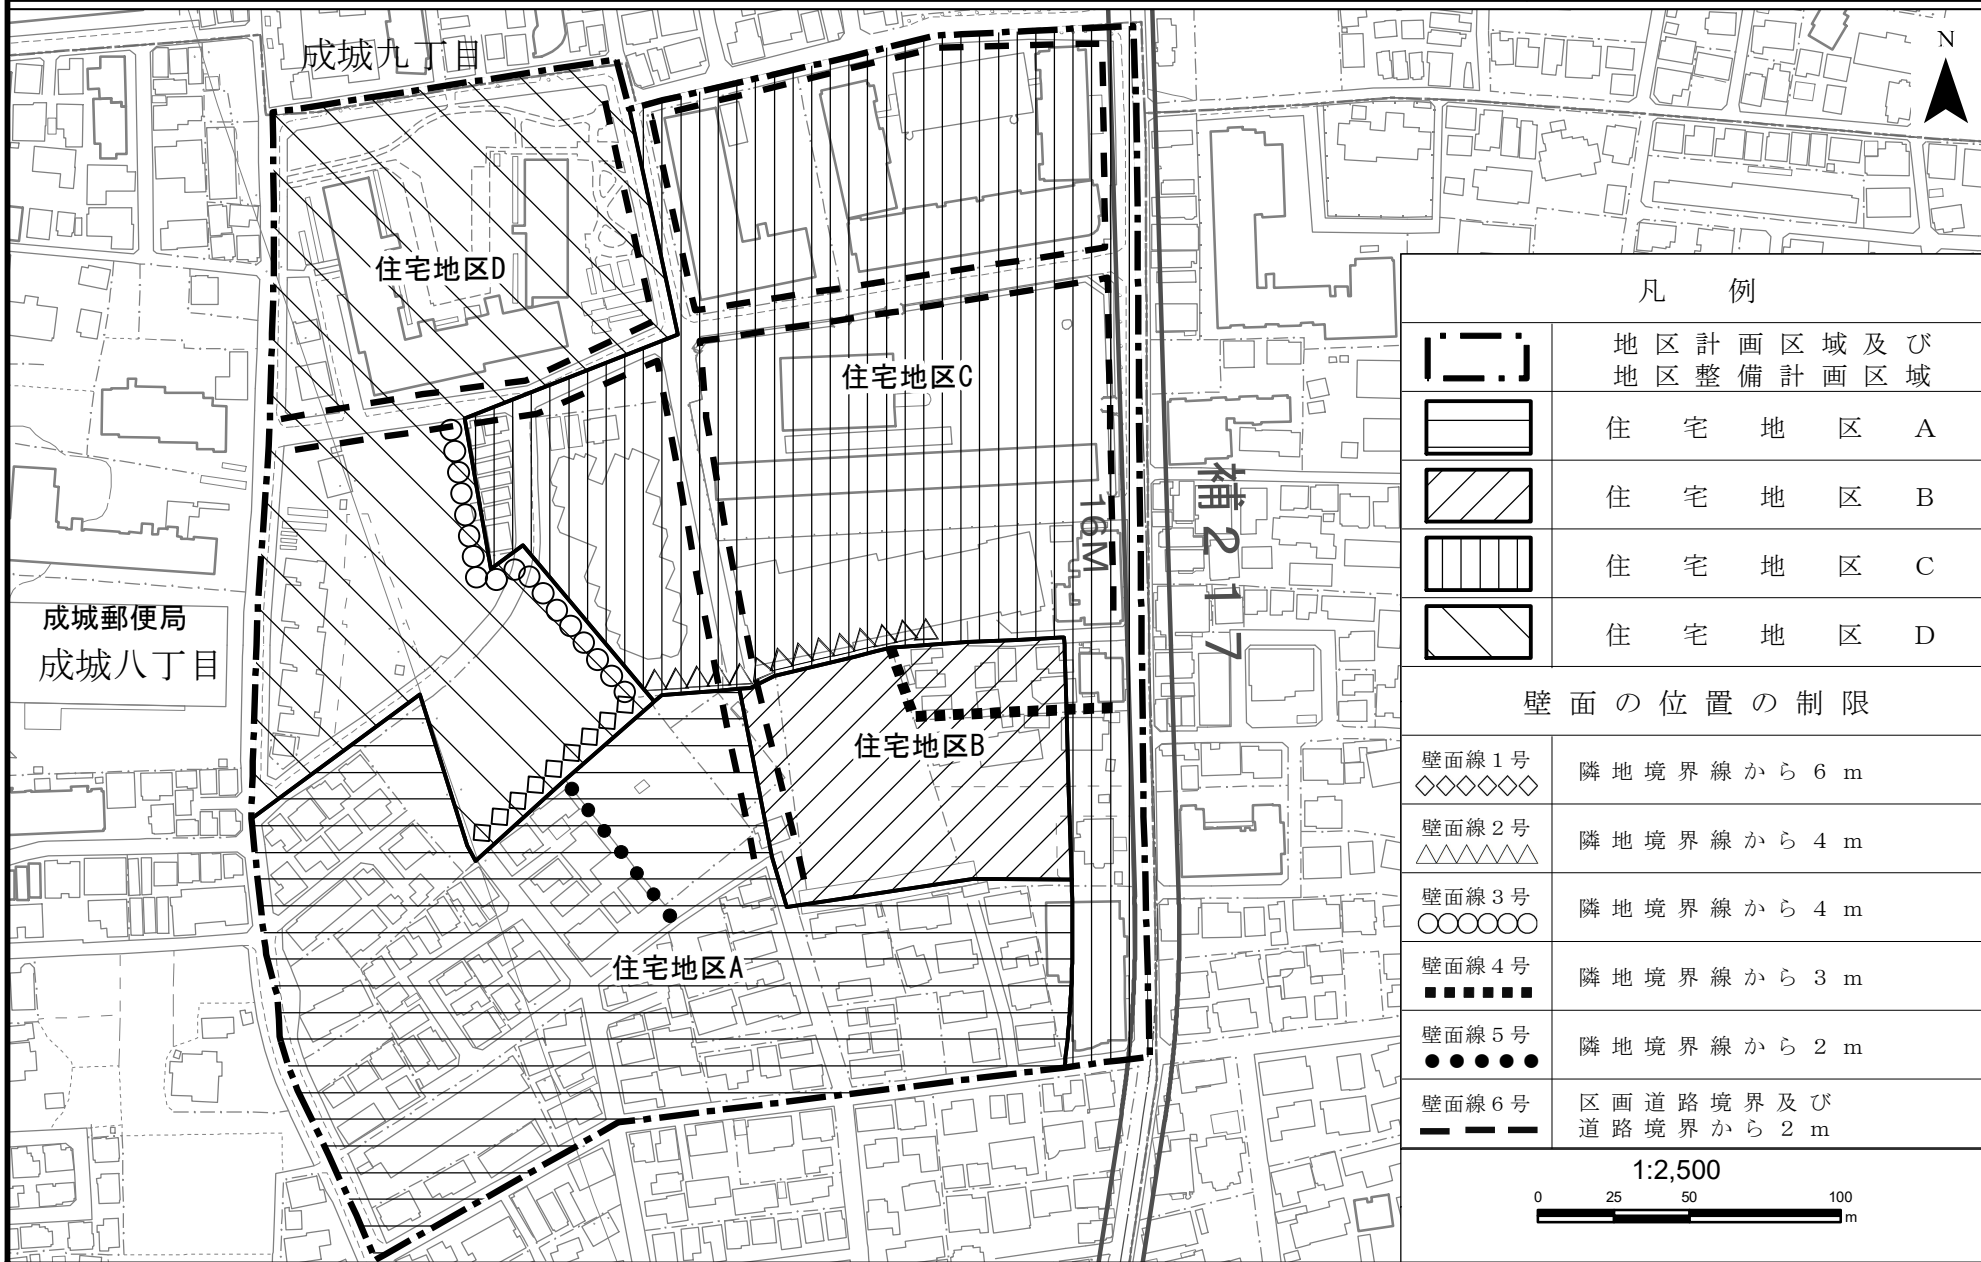 成城九丁目
N
住宅地区D
住宅地区C
16M
補217
成城郵便局
成城八丁目
住宅地区B
住宅地区A
凡例
地区計画区域及び
地区整備計画区域
住宅地区A
住宅地区B
住宅地区C
住宅地区D
壁面の位置の制限
壁面線1号
隣地境界線から6m
壁面線2号
隣地境界線から4m
壁面線3号
隣地境界線から4m
壁面線4号
隣地境界線から3m
壁面線5号
隣地境界線から2m
壁面線6号
区画道路境界及び
道路境界から2m
1:2,500
0 25 50 100
m